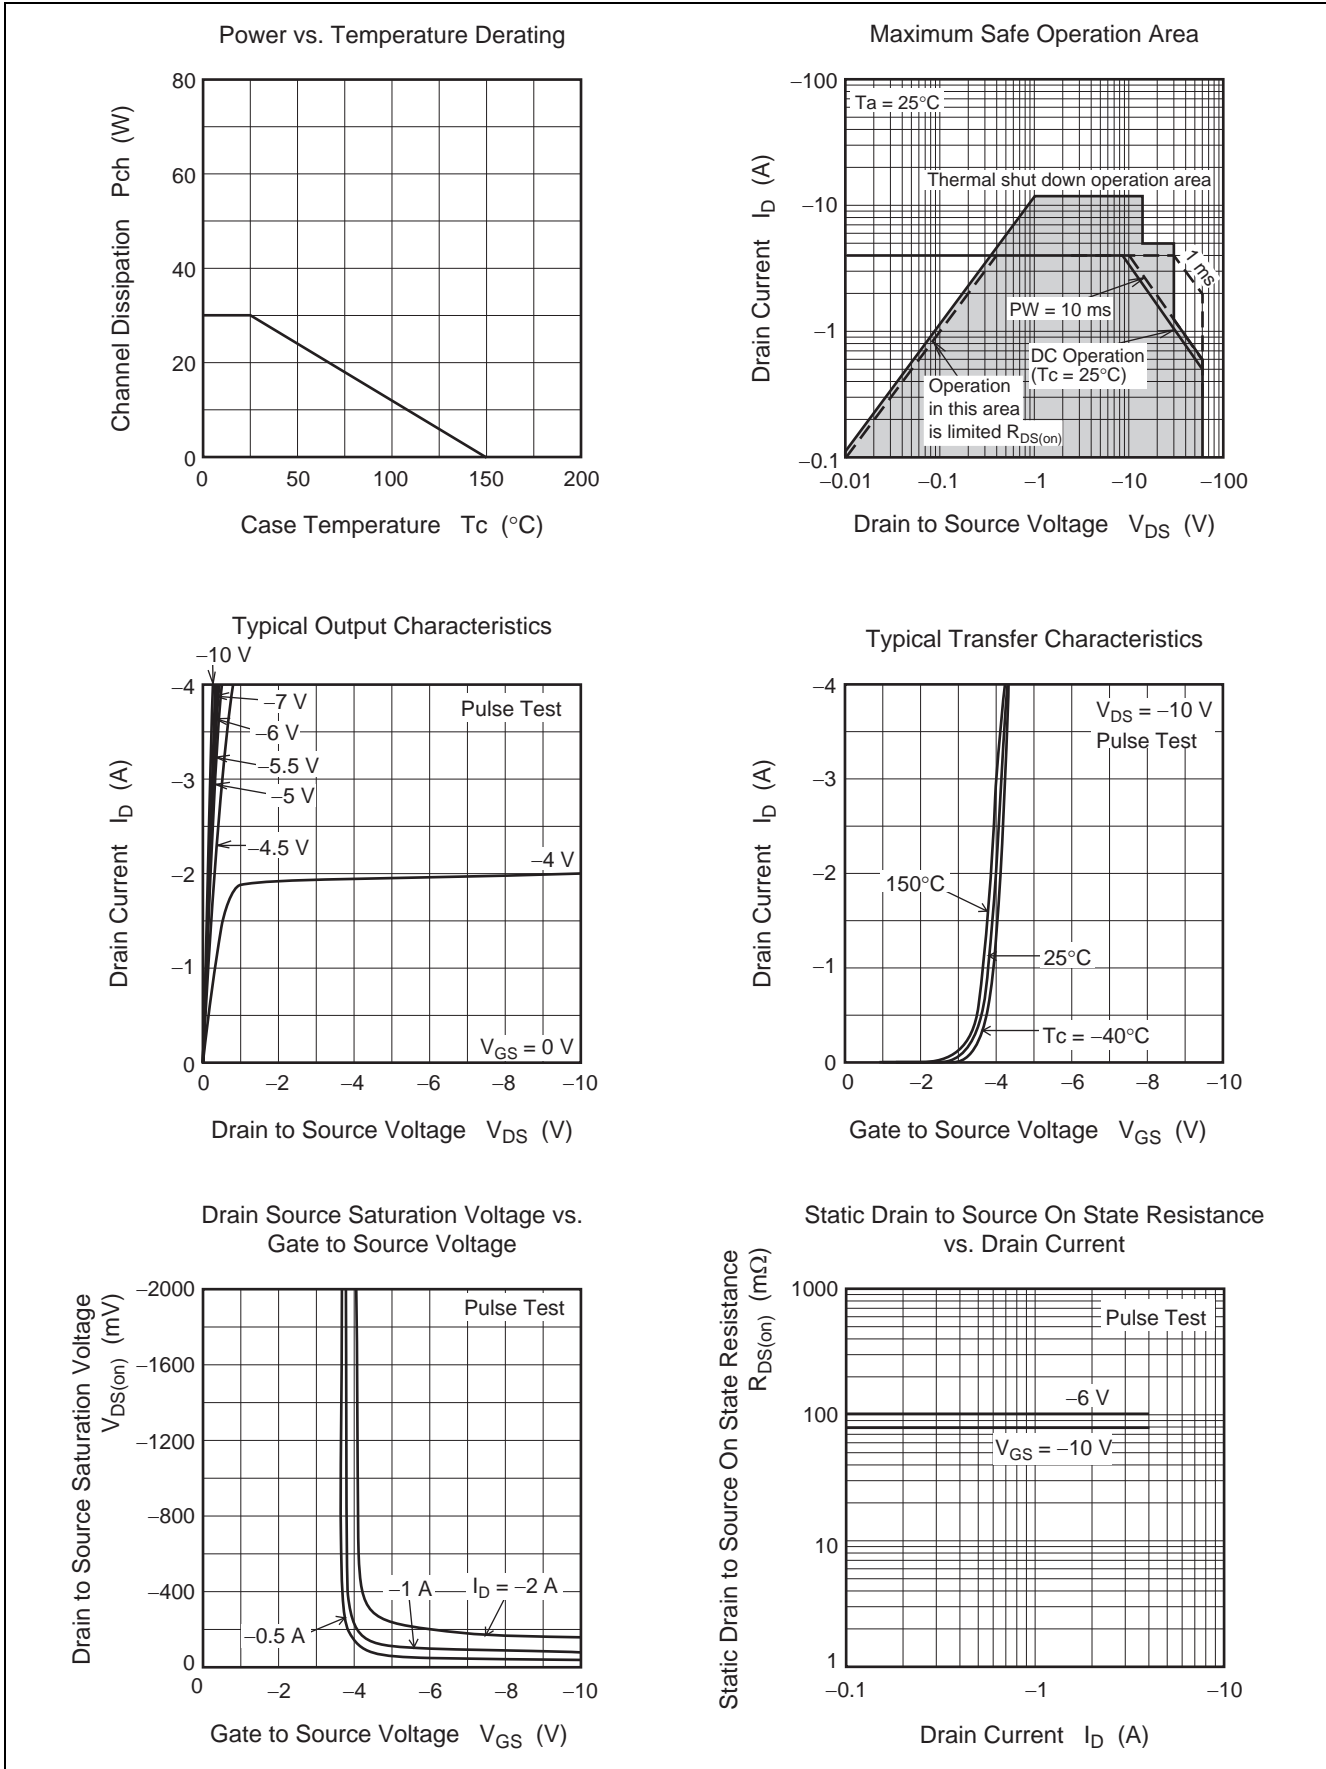 Power vs. Temperature Derating
80
60
40
20
0
0 50 100 150 200
Channel Dissipation Pch (W)
Case Temperature Tc (°C)
Maximum Safe Operation Area
–100
–10
–1
–0.1
–0.01 –0.1 –1 –10 –100
Drain Current ID (A)
Ta = 25°C
Thermal shut down operation area
1 ms
PW = 10 ms
DC Operation
(Tc = 25°C)
Operation
in this area
is limited RDS(on)
Drain to Source Voltage VDS (V)
Typical Output Characteristics
–10 V
–4
–3
–2
–1
0
0 –2 –4 –6 –8 –10
Drain Current ID (A)
–7 V
Pulse Test
–6 V
–5.5 V
–5 V
–4.5 V
–4 V
VGS = 0 V
Drain to Source Voltage VDS (V)
Typical Transfer Characteristics
–4
–3
–2
–1
0
0 –2 –4 –6 –8 –10
Drain Current ID (A)
VDS = –10 V
Pulse Test
150°C
25°C
Tc = –40°C
Gate to Source Voltage VGS (V)
Drain Source Saturation Voltage vs.
Gate to Source Voltage
–2000
–1600
–1200
–800
–400
0
0 –2 –4 –6 –8 –10
Drain to Source Saturation Voltage
VDS(on) (mV)
Pulse Test
–1 A
ID = –2 A
–0.5 A
Gate to Source Voltage VGS (V)
Static Drain to Source On State Resistance
vs. Drain Current
1000
100
10
1
–0.1 –1 –10
Static Drain to Source On State Resistance
RDS(on) (mΩ)
Pulse Test
–6 V
VGS = –10 V
Drain Current ID (A)